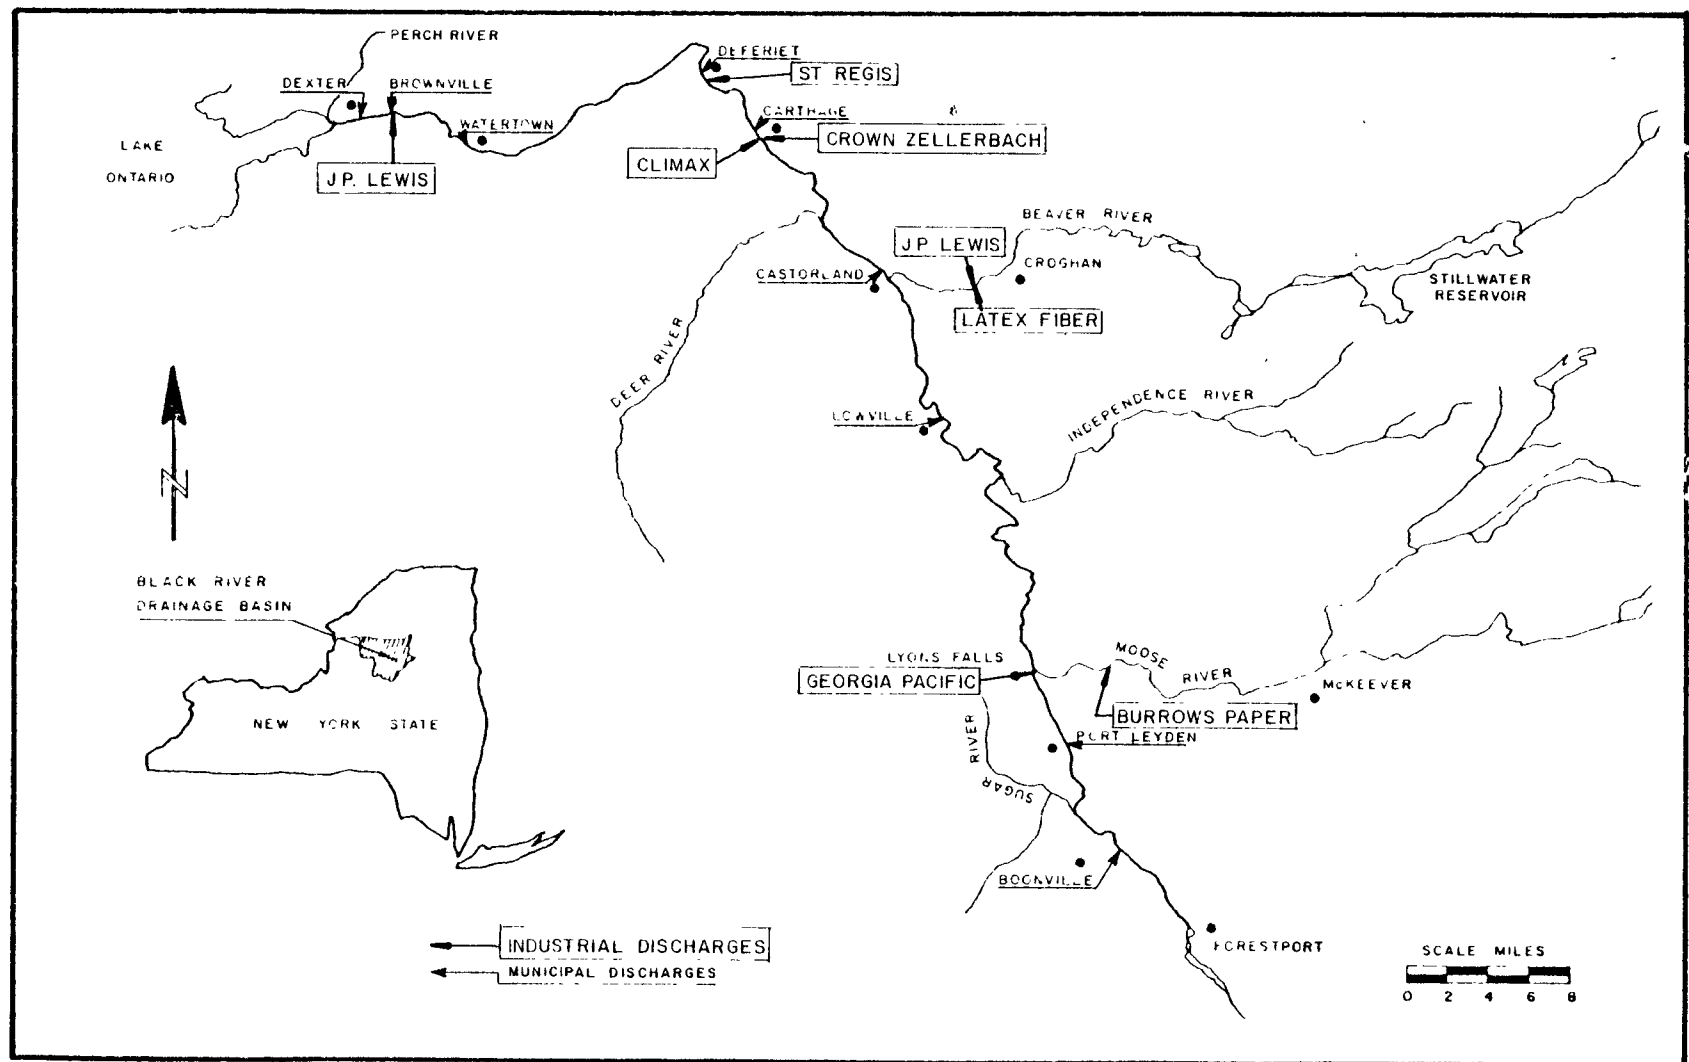 PERCH RIVER
DEXTER
BROWNVILLE
WATERTOWN
LAKE
ONTARIO
J.P. LEWIS
DEFERIET
ST REGIS
CARTHAGE
CROWN ZELLERBACH
CLIMAX
BEAVER RIVER
J.P. LEWIS
CROGHAN
CASTORLAND
LATEX FIBER
STILLWATER
RESERVOIR
DEER RIVER
LOWVILLE
INDEPENDENCE RIVER
N
BLACK RIVER
DRAINAGE BASIN
NEW YORK STATE
LYONS FALLS
GEORGIA PACIFIC
MOOSE RIVER
McKEEVER
BURROWS PAPER
PORT LEYDEN
SUGAR RIVER
BOONVILLE
FORESTPORT
INDUSTRIAL DISCHARGES
MUNICIPAL DISCHARGES
SCALE MILES
0 2 4 6 8